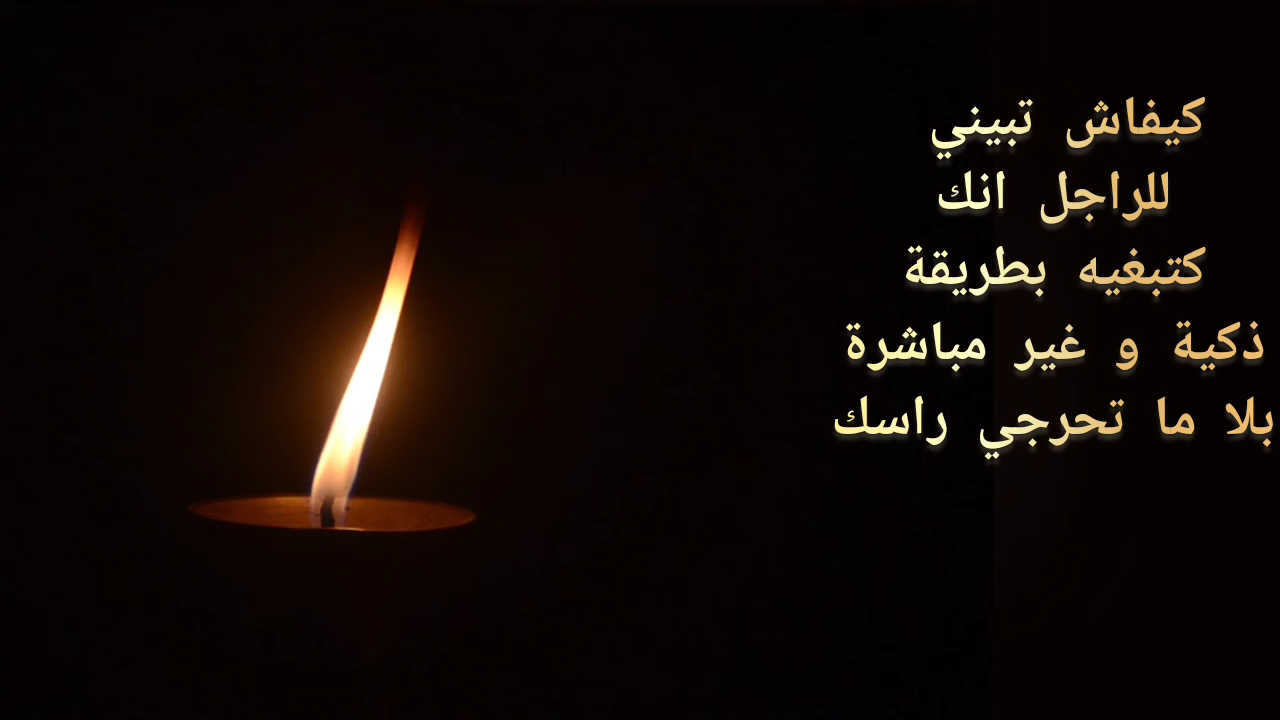 كيفاش تبيني
للراجل انك
كتبغيه بطريقة
ذكية و غير مباشرة
بلا ما تحرجي راسك